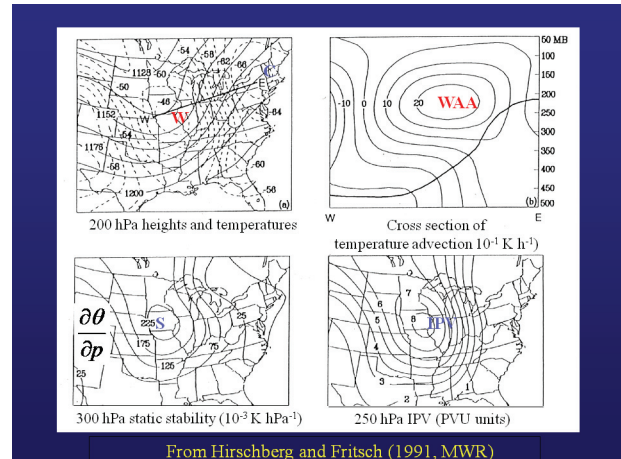 -54
-58
-62
-66
1128
-60
C
-50
E
-46
W
W
1152
-64
-54
1176
-58
-60
1200
-58
(a)
200 hPa heights and temperatures
50 MB
100
150
200
250
300
350
400
450
500
-10
0
10
20
WAA
(b)
W
E
Cross section of
temperature advection 10⁻¹ K h⁻¹)
∂θ
∂p
225
S
25
175
75
125
25
300 hPa static stability (10⁻³ K hPa⁻¹)
7
6
5
8
IPV
4
3
2
1
250 hPa IPV (PVU units)
From Hirschberg and Fritsch (1991, MWR)